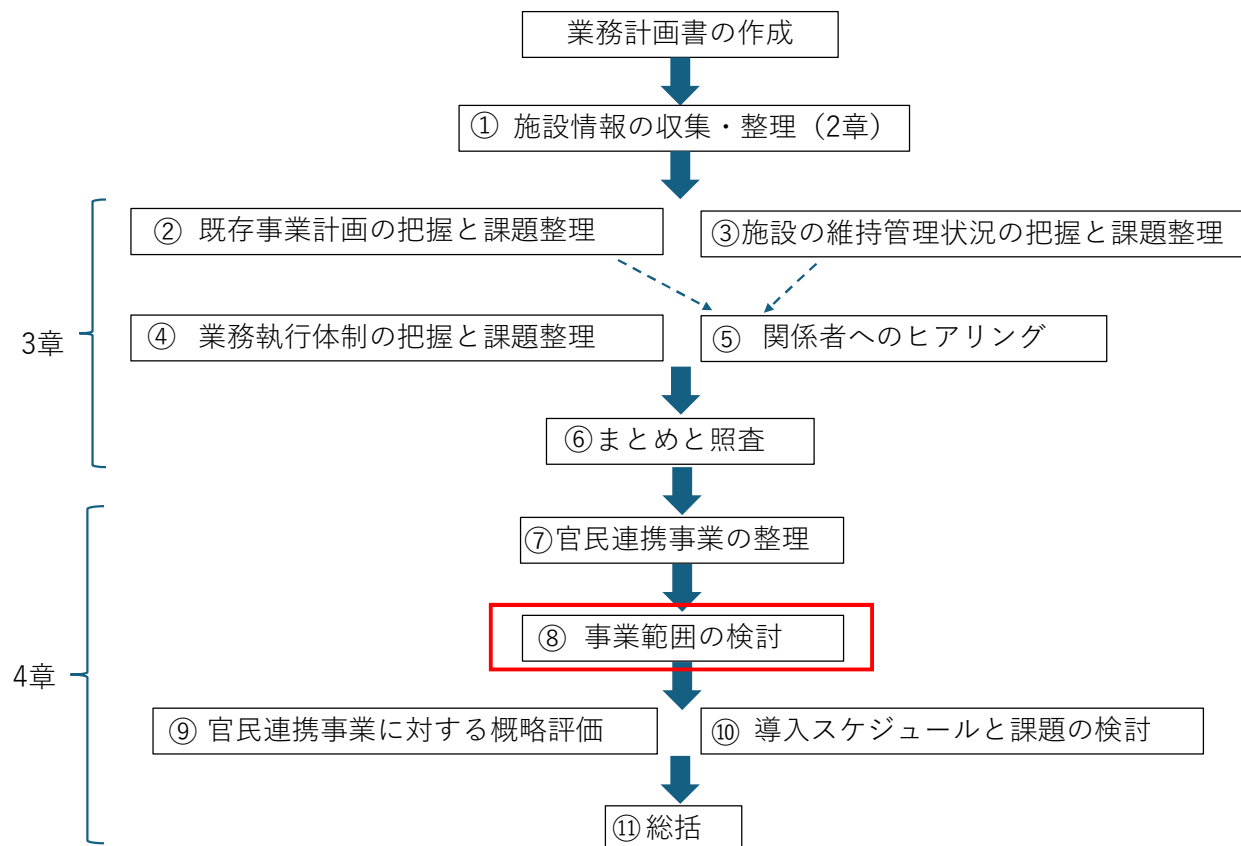 業務計画書の作成
① 施設情報の収集・整理（2章）
② 既存事業計画の把握と課題整理
③施設の維持管理状況の把握と課題整理
3章
④ 業務執行体制の把握と課題整理
⑤ 関係者へのヒアリング
⑥まとめと照査
⑦官民連携事業の整理
⑧ 事業範囲の検討
4章
⑨ 官民連携事業に対する概略評価
⑩ 導入スケジュールと課題の検討
⑪総括